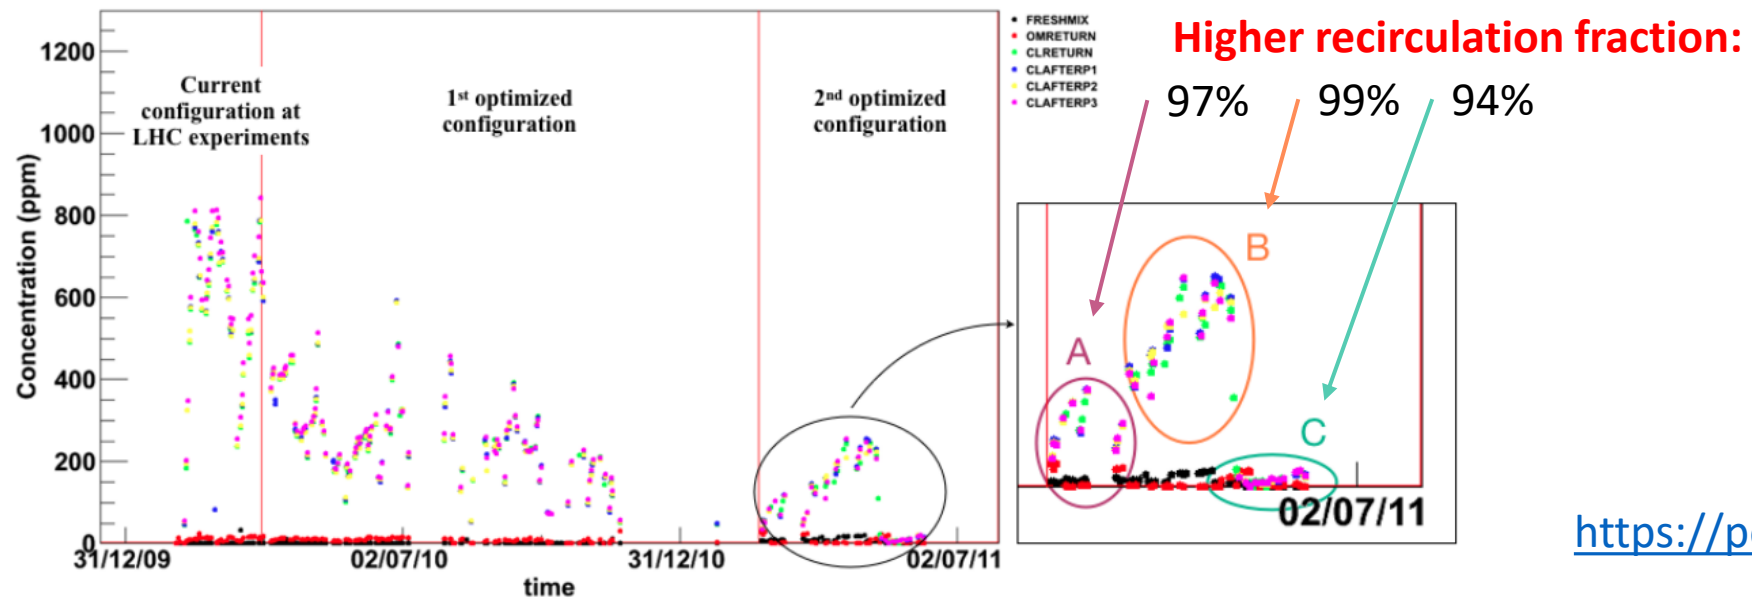 Concentration (ppm)
1200
1000
800
600
400
200
0
Current
configuration at
LHC experiments
1st optimized
configuration
2nd optimized
configuration
31/12/09
02/07/10
31/12/10
02/07/11
time
FRESHMIX
OMRETURN
CLRETURN
CLAFTERP1
CLAFTERP2
CLAFTERP3
Higher recirculation fraction:
97% 99% 94%
A
B
C
02/07/11